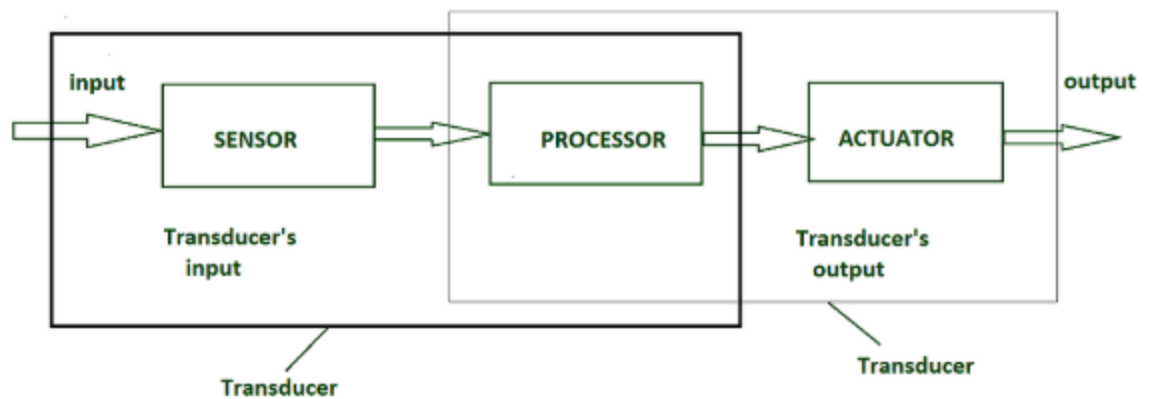 input
output
SENSOR
PROCESSOR
ACTUATOR
Transducer's
input
Transducer's
output
Transducer
Transducer